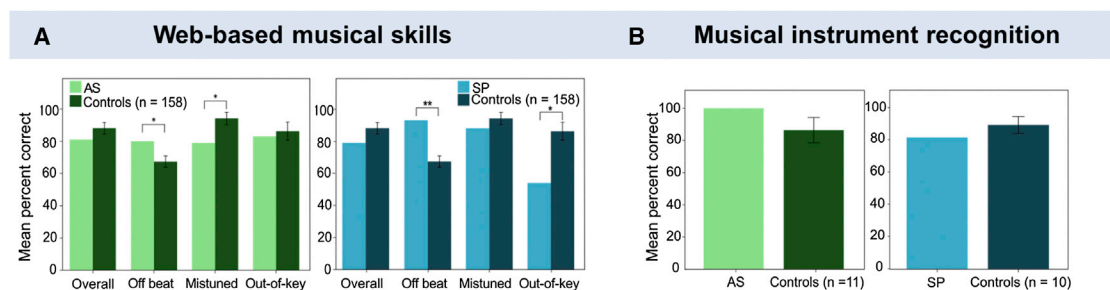 A Web-based musical skills
B Musical instrument recognition
Mean percent correct
100
80
60
40
20
0
AS
Controls (n = 158)
*
*
Overall Off beat Mistuned Out-of-key
100
80
60
40
20
0
SP
Controls (n = 158)
**
*
Overall Off beat Mistuned Out-of-key
Mean percent correct
100
80
60
40
20
0
AS Controls (n =11)
100
80
60
40
20
0
SP Controls (n = 10)